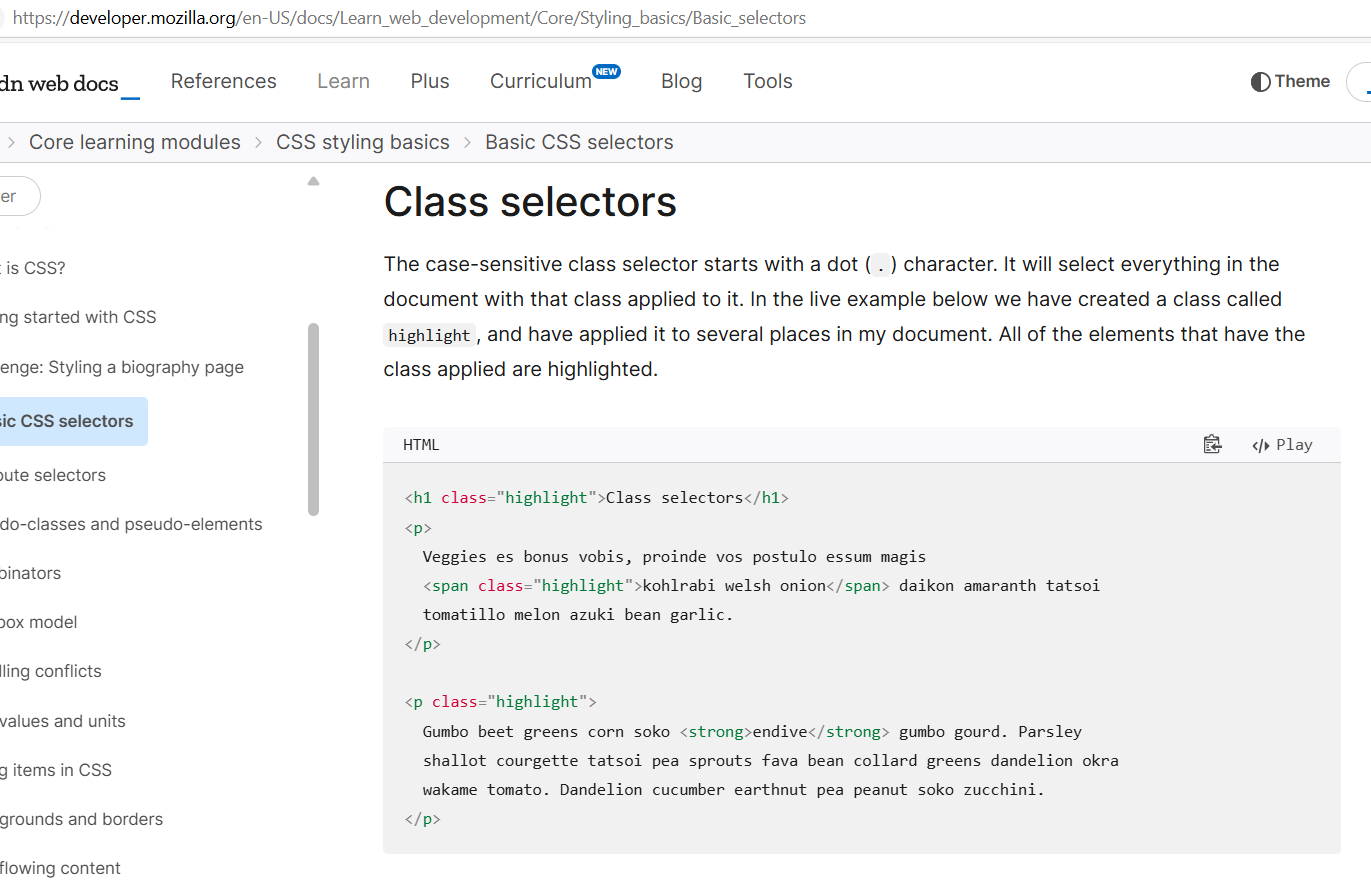 https://developer.mozilla.org/en-US/docs/Learn_web_development/Core/Styling_basics/Basic_selectors
dn web docs_ References Learn Plus Curriculum NEW Blog Tools Theme
Core learning modules > CSS styling basics > Basic CSS selectors
er
is CSS?
ng started with CSS
enge: Styling a biography page
ic CSS selectors
ute selectors
do-classes and pseudo-elements
binators
box model
lling conflicts
values and units
g items in CSS
grounds and borders
flowing content
Class selectors
The case-sensitive class selector starts with a dot (.) character. It will select everything in the
document with that class applied to it. In the live example below we have created a class called
highlight, and have applied it to several places in my document. All of the elements that have the
class applied are highlighted.
HTML Play
<h1 class="highlight">Class selectors</h1>
<p>
  Veggies es bonus vobis, proinde vos postulo essum magis
  <span class="highlight">kohlrabi welsh onion</span> daikon amaranth tatsoi
  tomatillo melon azuki bean garlic.
</p>
<p class="highlight">
  Gumbo beet greens corn soko <strong>endive</strong> gumbo gourd. Parsley
  shallot courgette tatsoi pea sprouts fava bean collard greens dandelion okra
  wakame tomato. Dandelion cucumber earthnut pea peanut soko zucchini.
</p>